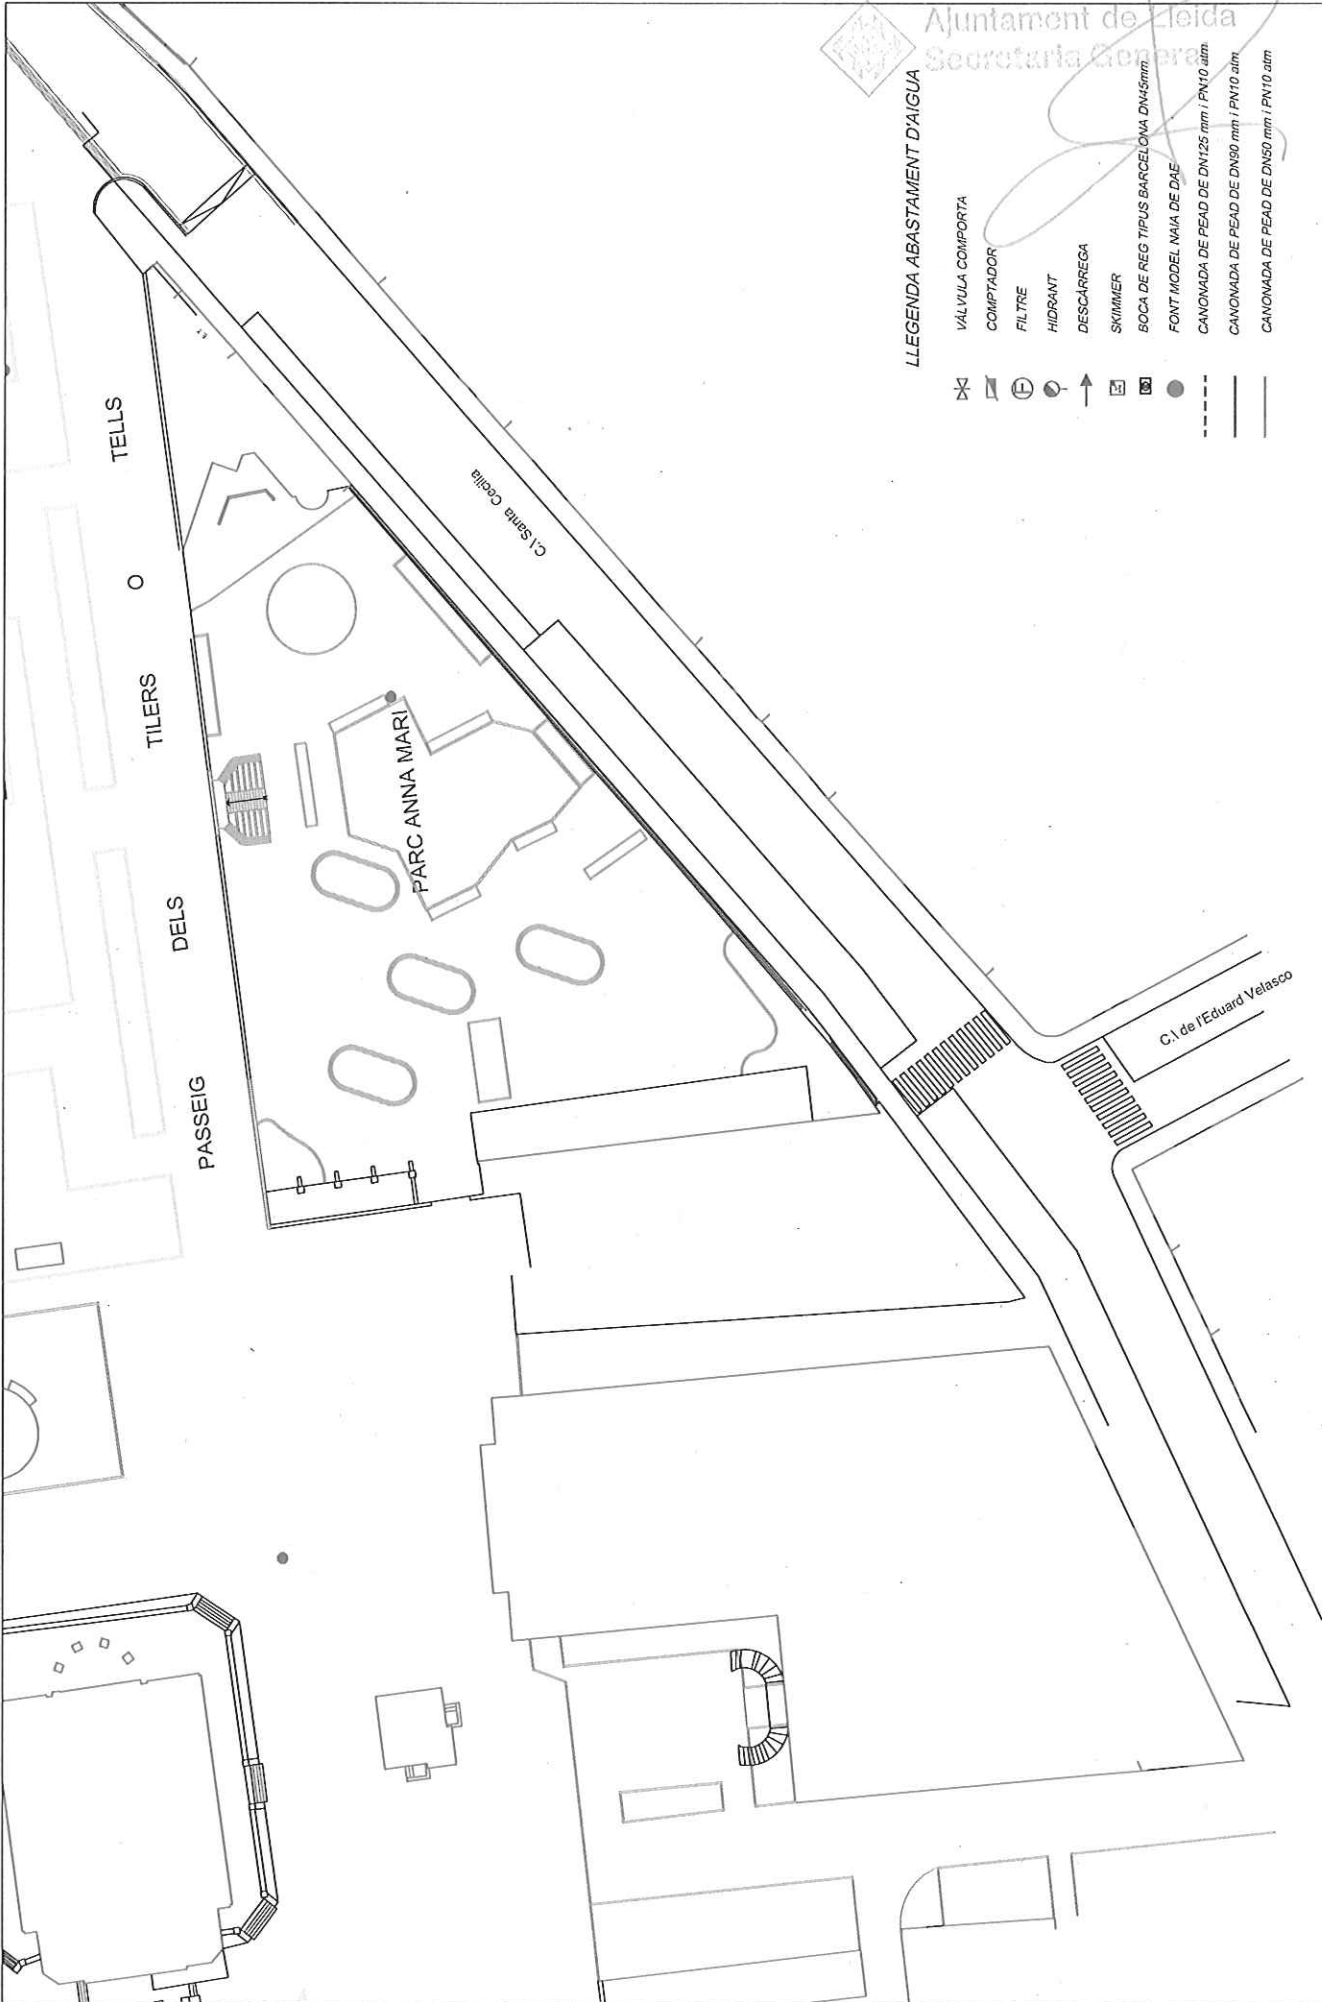 Ajuntament de Lleida
Secretaria General
LLEGENDA ABASTAMENT D'AIGUA
VÀLVULA COMPORTA
COMPTADOR
F FILTRE
HIDRANT
DESCÀRREGA
SKIMMER
BOCA DE REG TIPUS BARCELONA DN45mm
FONT MODEL NAIA DE DAE
CANONADA DE PEAD DE DN125 mm i PN10 atm
CANONADA DE PEAD DE DN90 mm i PN10 atm
CANONADA DE PEAD DE DN50 mm i PN10 atm
PASSEIG DELS TILERS O TELLS
PARC ANNA MARI
C.\ Santa Cecilia
C.\ de l'Eduard Velasco